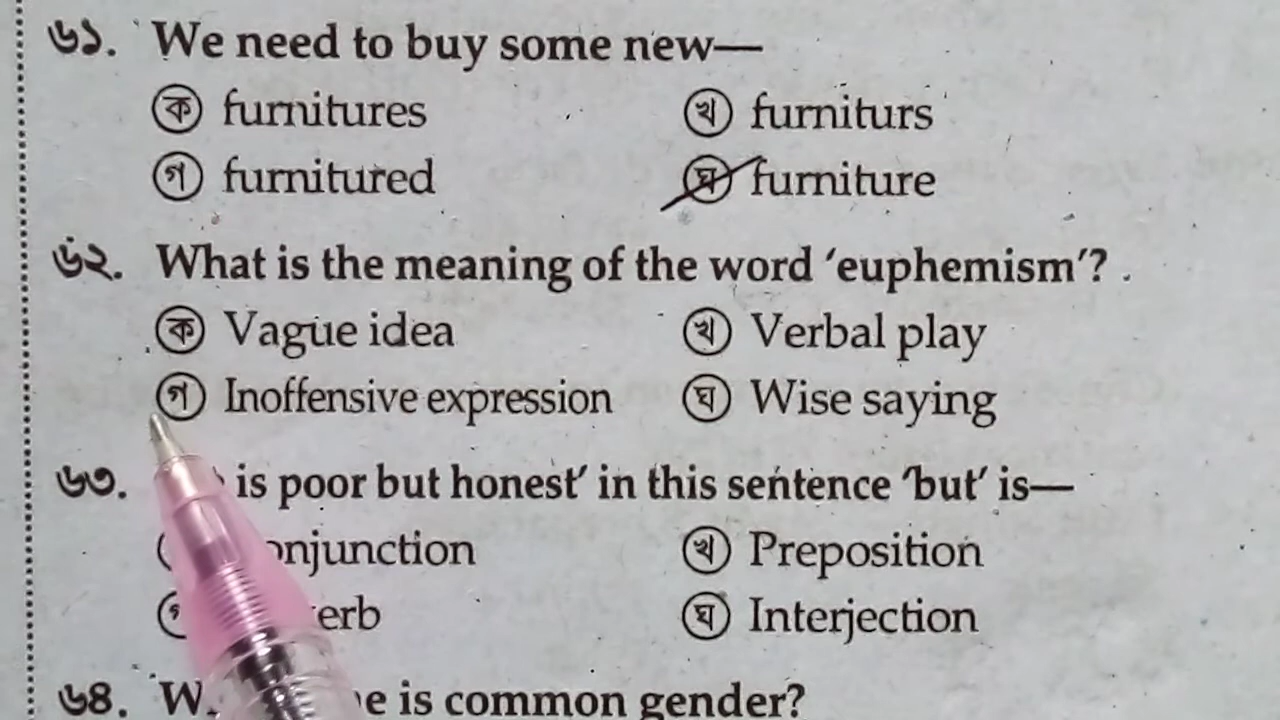 ৬১. We need to buy some new—
ক furnitures খ furniturs
গ furnitured ঘ furniture
৬২. What is the meaning of the word ‘euphemism’?
ক Vague idea খ Verbal play
গ Inoffensive expression ঘ Wise saying
৬৩. is poor but honest’ in this sentence ‘but’ is—
খ Preposition
ঘ Interjection
৬৪. is common gender?